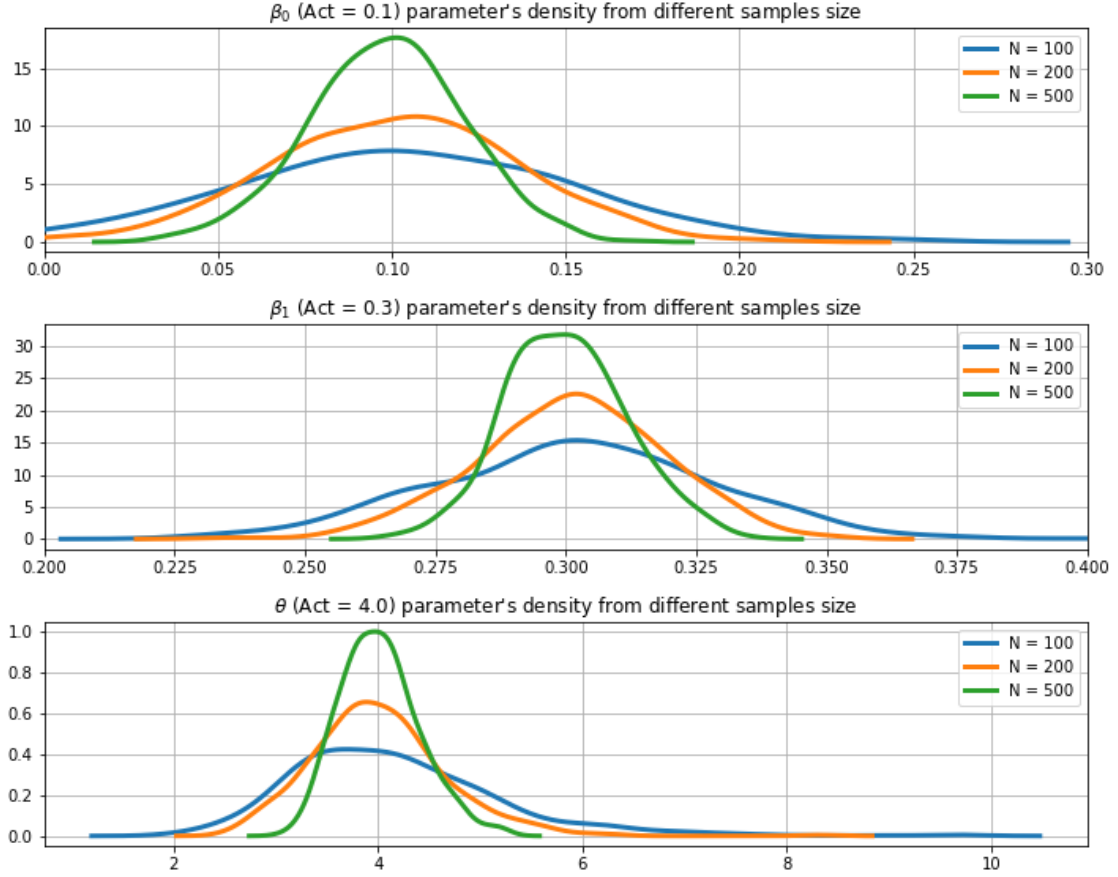 β₀ (Act = 0.1) parameter's density from different samples size
N = 100
N = 200
N = 500
15
10
5
0
0.00 0.05 0.10 0.15 0.20 0.25 0.30
β₁ (Act = 0.3) parameter's density from different samples size
N = 100
N = 200
N = 500
30
25
20
15
10
5
0
0.200 0.225 0.250 0.275 0.300 0.325 0.350 0.375 0.400
θ (Act = 4.0) parameter's density from different samples size
N = 100
N = 200
N = 500
1.0
0.8
0.6
0.4
0.2
0.0
2 4 6 8 10